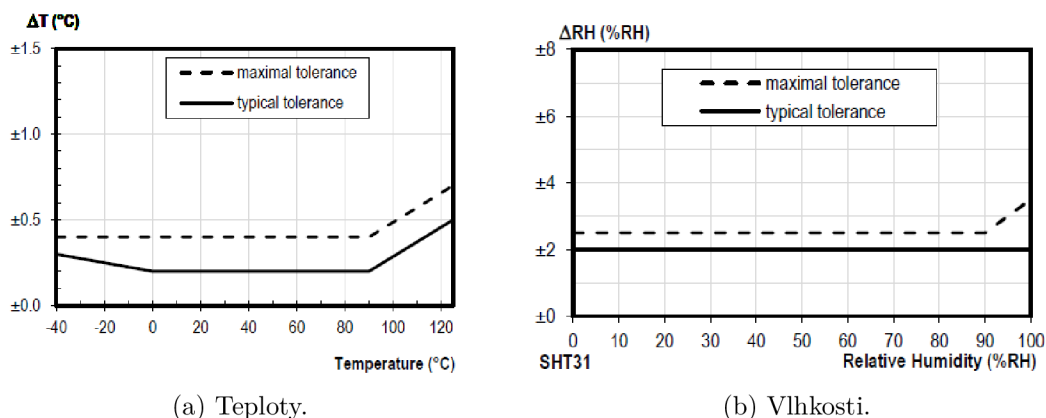 ΔT (°C)
±1.5
±1.0
±0.5
±0.0
maximal tolerance
typical tolerance
-40 -20 0 20 40 60 80 100 120
Temperature (°C)
(a) Teploty.
ΔRH (%RH)
±8
±6
±4
±2
±0
maximal tolerance
typical tolerance
0 10 20 30 40 50 60 70 80 90 100
SHT31 Relative Humidity (%RH)
(b) Vlhkosti.